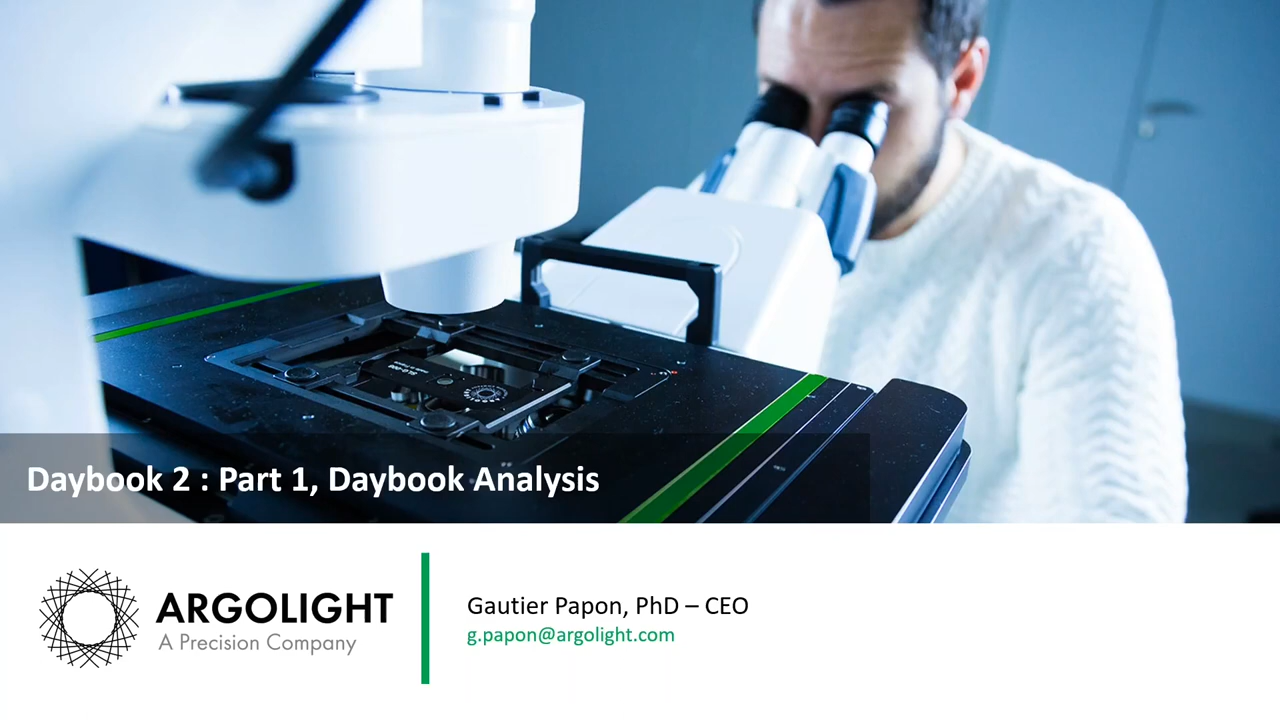 Daybook 2 : Part 1, Daybook Analysis
ARGOLIGHT
A Precision Company
Gautier Papon, PhD – CEO
g.papon@argolight.com